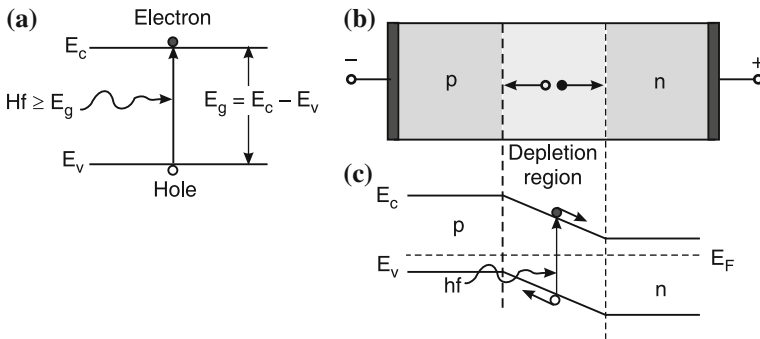 (a)
Electron
E_c
Hf ≥ E_g
E_g = E_c − E_v
E_v
Hole
(b)
−
p
n
+
Depletion
region
(c)
E_c
p
E_v
hf
E_F
n